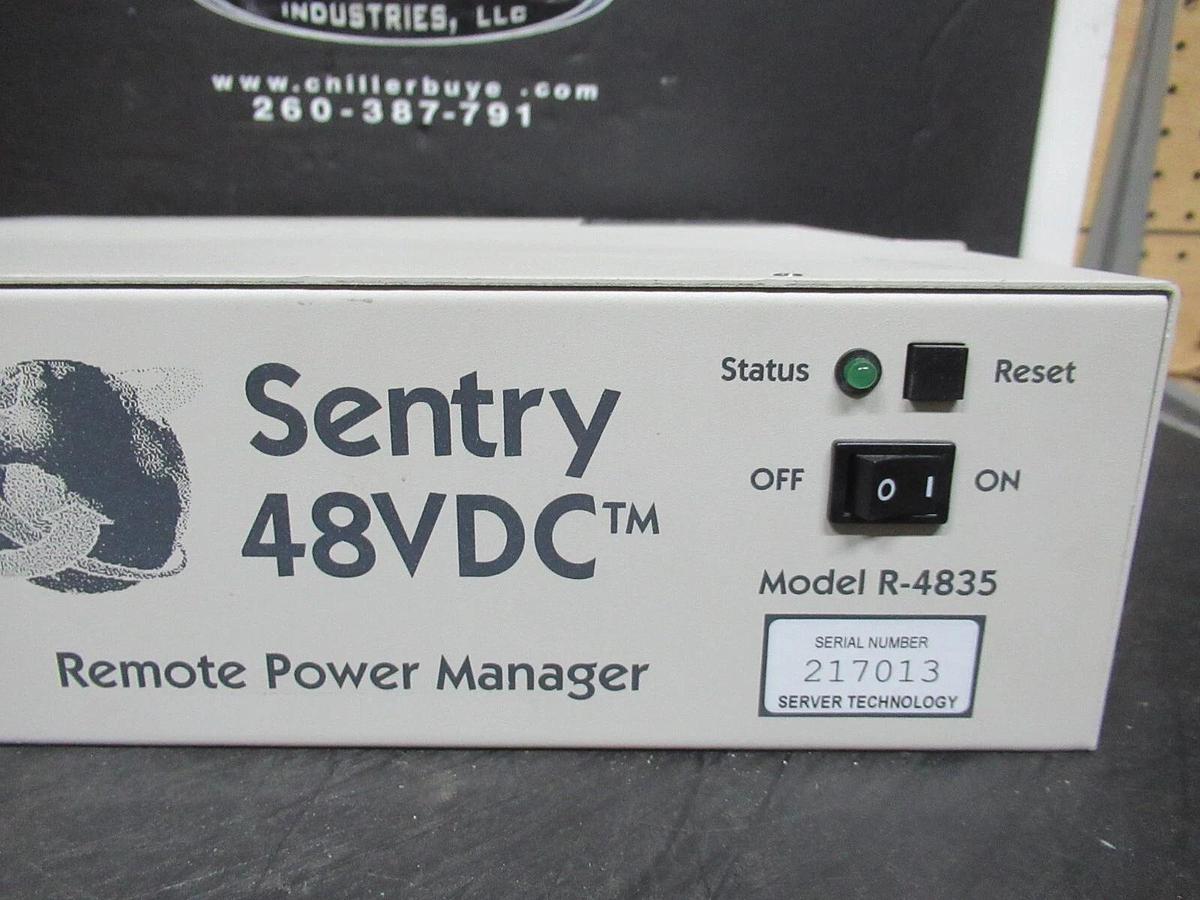 INDUSTRIES, LLC
www.chillerbuye .com
260-387-791
Sentry
48VDC™
Remote Power Manager
Status
Reset
OFF
O I
ON
Model R-4835
SERIAL NUMBER
217013
SERVER TECHNOLOGY